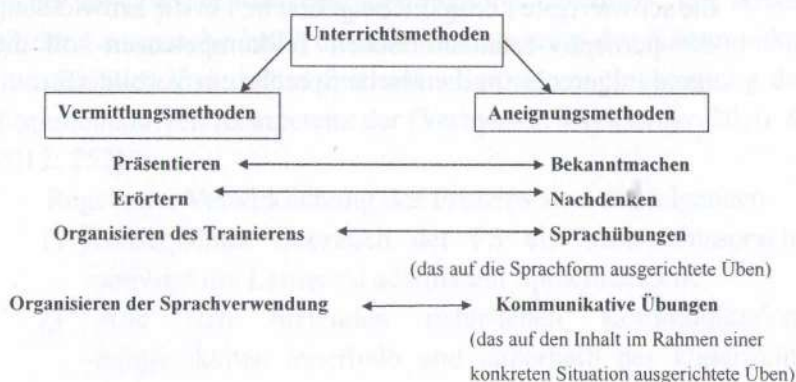 Unterrichtsmethoden
Vermittlungsmethoden Aneignungsmethoden
Präsentieren Bekanntmachen
Erörtern Nachdenken
Organisieren des Trainierens Sprachübungen
(das auf die Sprachform ausgerichtete Üben)
Organisieren der Sprachverwendung Kommunikative Übungen
(das auf den Inhalt im Rahmen einer
konkreten Situation ausgerichtete Üben)